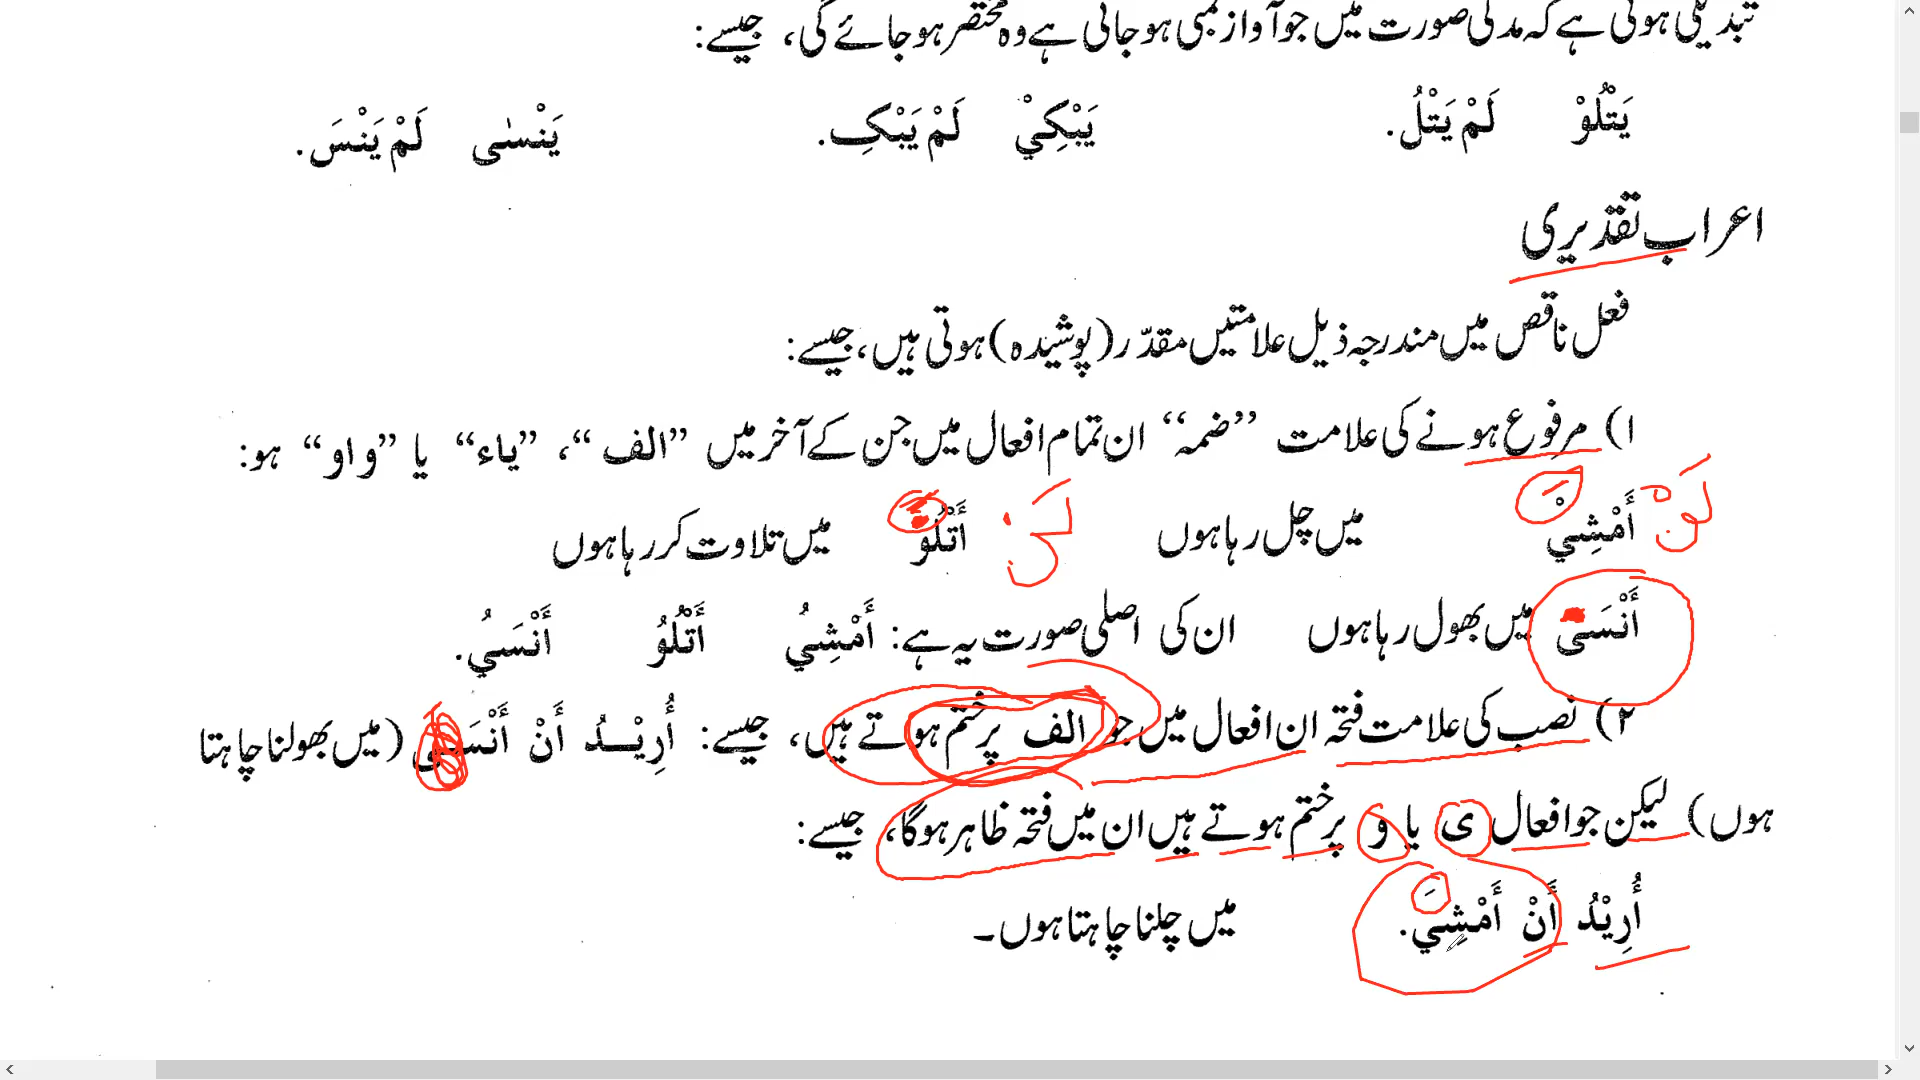 تبدیلی ہوتی ہے کہ مد کی صورت میں جو آواز لمبی ہو جاتی ہے وہ مختصر ہو جائے گی، جیسے:
يَتْلُوْ لَمْ يَتْلُ. يَبْكِيْ لَمْ يَبْكِ. يَنْسٰى لَمْ يَنْسَ.
اعراب تقدیری
فعل ناقص میں مندرجہ ذیل علامتیں مقدّر (پوشیدہ) ہوتی ہیں، جیسے:
۱) مرفوع ہونے کی علامت ”ضمہ“ ان تمام افعال میں جن کے آخر میں ”الف“، ”یاء“ یا ”واو“ ہو:
أَمْشِيْ میں چل رہا ہوں أَتْلُوْ میں تلاوت کر رہا ہوں
أَنْسَى میں بھول رہا ہوں ان کی اصلی صورت یہ ہے: أَمْشِيُ أَتْلُوُ أَنْسَيُ.
۲) نصب کی علامت فتحہ ان افعال میں جو الف پر ختم ہوتے ہیں، جیسے: أُرِيْدُ أَنْ أَنْسَى (میں بھولنا چاہتا
ہوں) لیکن جو افعال ی یا و پر ختم ہوتے ہیں ان میں فتحہ ظاہر ہوگا، جیسے:
أُرِيْدُ أَنْ أَمْشِيَ. میں چلنا چاہتا ہوں۔